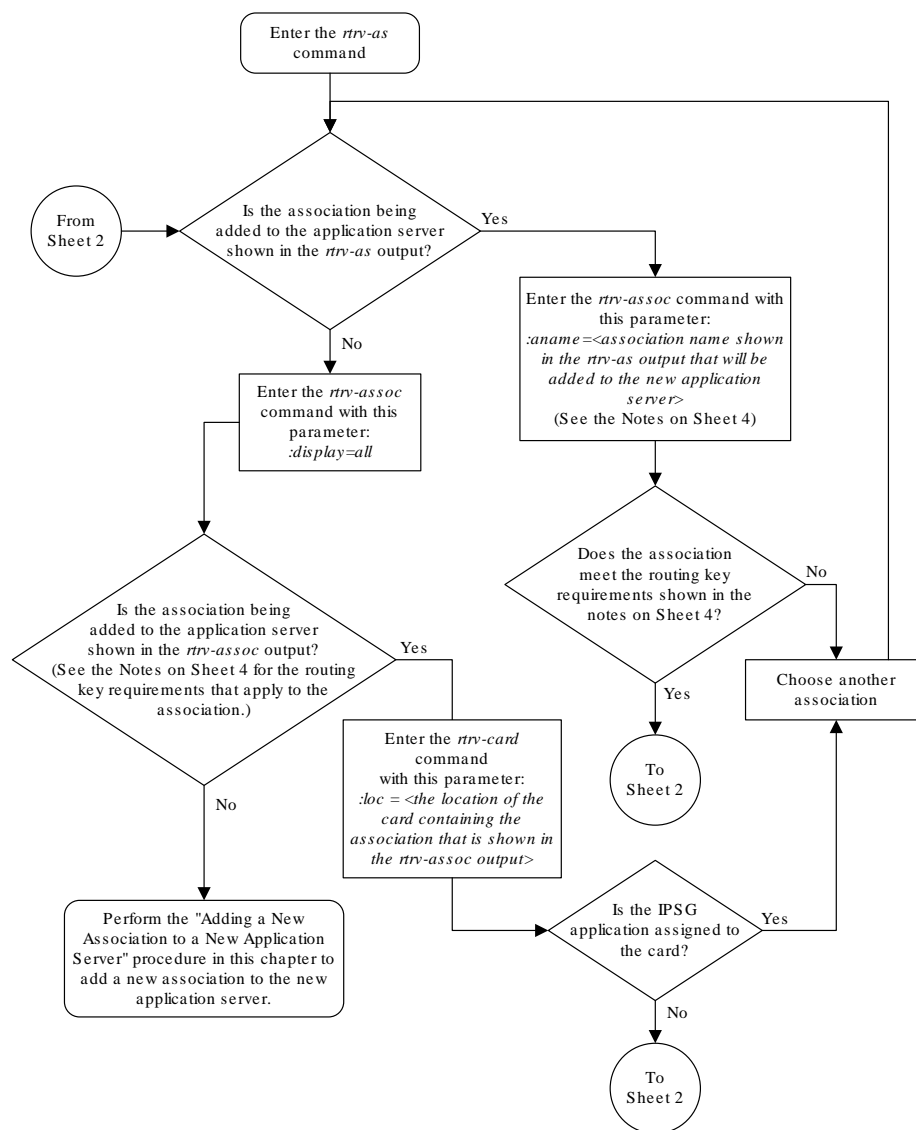 Enter the rtrv-as
command
From
Sheet 2
Is the association being
added to the application server
shown in the rtrv-as output?
Yes
No
Enter the rtrv-assoc command with
this parameter:
:aname=<association name shown
in the rtrv-as output that will be
added to the new application
server>
(See the Notes on Sheet 4)
Enter the rtrv-assoc
command with this
parameter:
:display=all
Does the association
meet the routing key
requirements shown in the
notes on Sheet 4?
No
Yes
Is the association being
added to the application server
shown in the rtrv-assoc output?
(See the Notes on Sheet 4 for the routing
key requirements that apply to the
association.)
Yes
No
Choose another
association
To
Sheet 2
Enter the rtrv-card
command
with this parameter:
:loc = <the location of the
card containing the
association that is shown in
the rtrv-assoc output>
Is the IPSG
application assigned to
the card?
Yes
No
Perform the "Adding a New
Association to a New Application
Server" procedure in this chapter to
add a new association to the new
application server.
To
Sheet 2